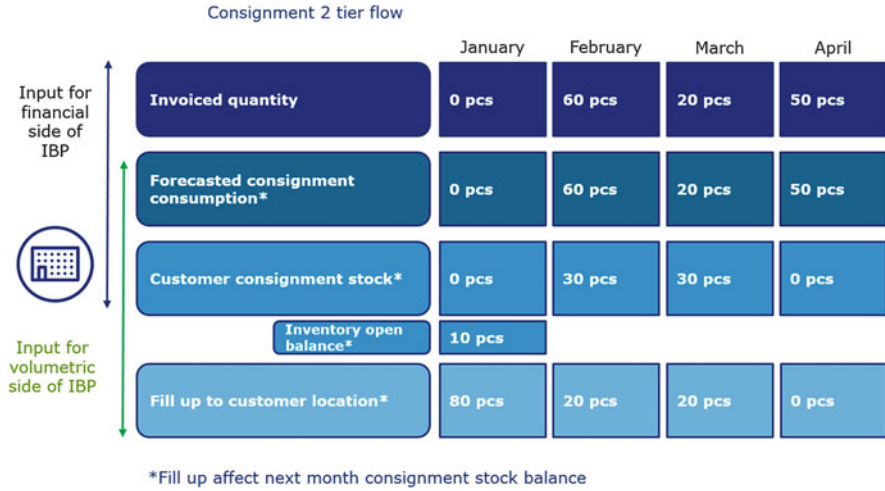 Consignment 2 tier flow
January February March April
Input for
financial
side of
IBP
Invoiced quantity 0 pcs 60 pcs 20 pcs 50 pcs
Forecasted consignment
consumption* 0 pcs 60 pcs 20 pcs 50 pcs
Customer consignment stock* 0 pcs 30 pcs 30 pcs 0 pcs
Inventory open
balance* 10 pcs
Input for
volumetric
side of IBP
Fill up to customer location* 80 pcs 20 pcs 20 pcs 0 pcs
*Fill up affect next month consignment stock balance